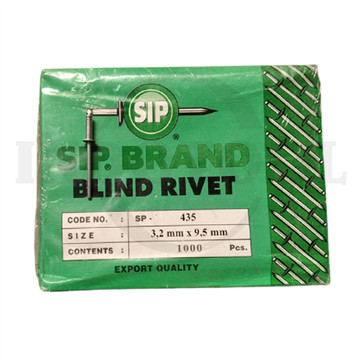 SIP
®
SIP. BRAND
BLIND RIVET
CODE NO. : SP - 435
SIZE : 3,2 mm x 9,5 mm
CONTENTS : 1000 Pcs.
EXPORT QUALITY